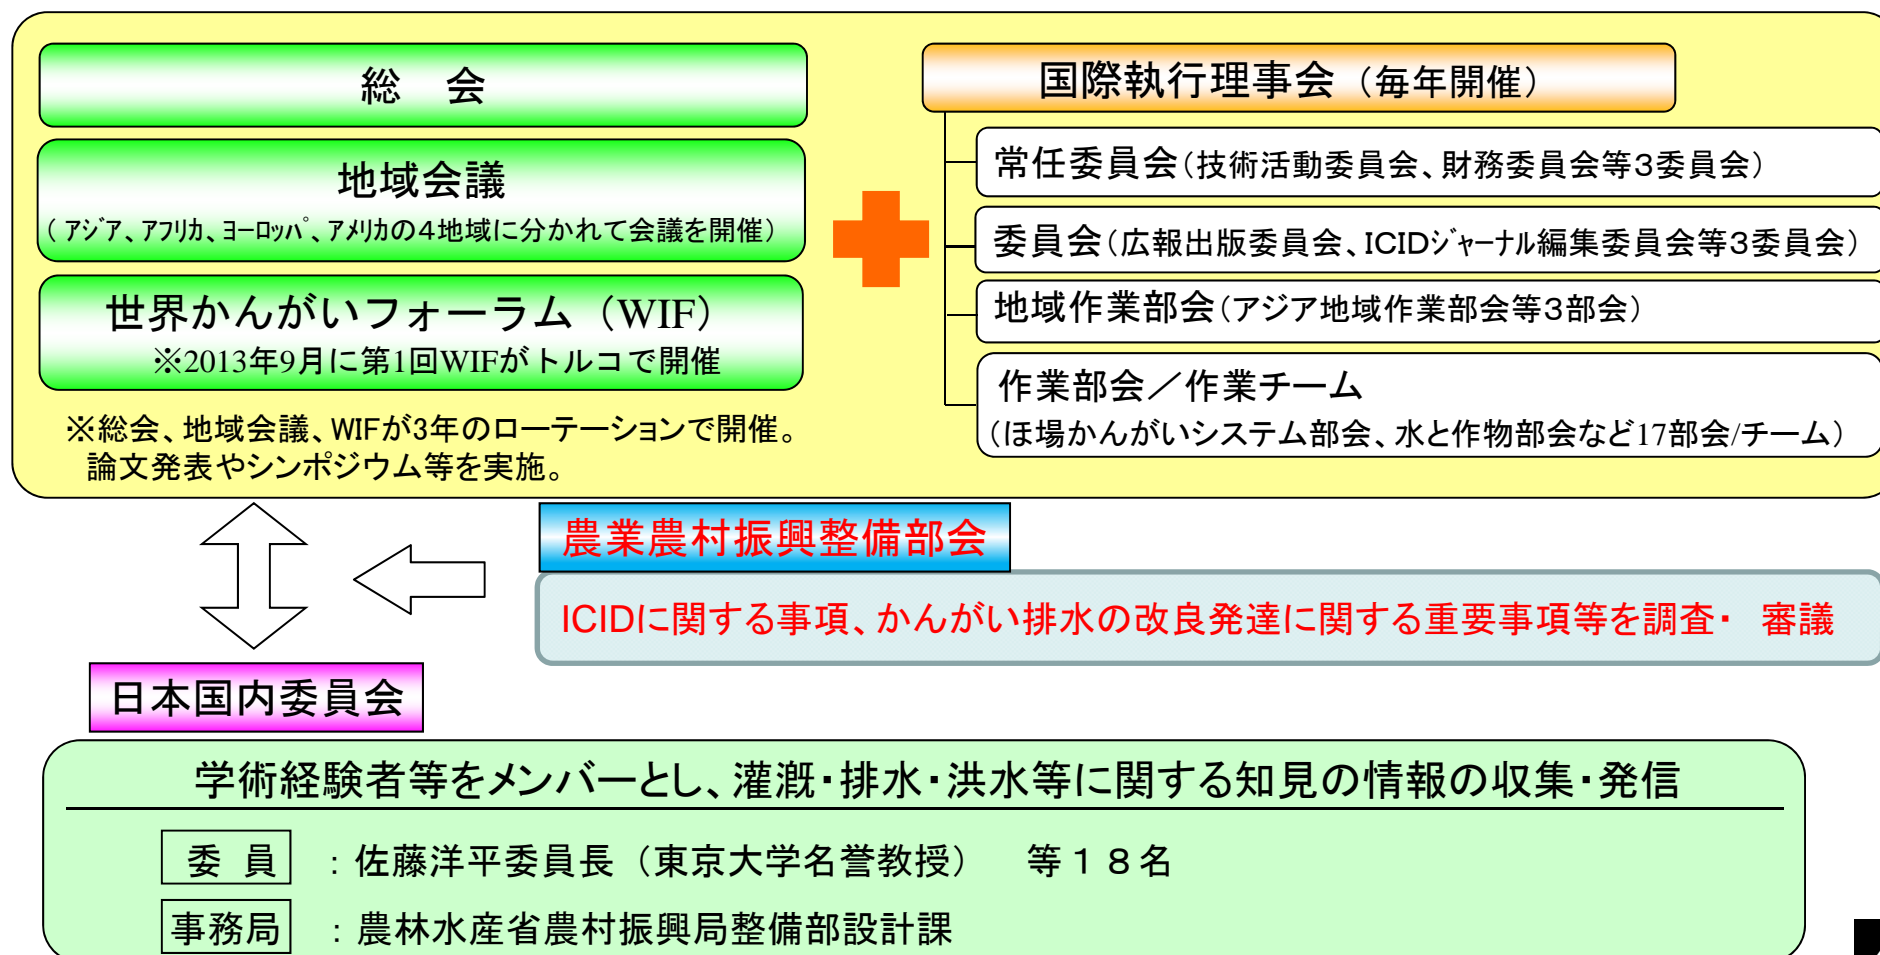 総　会
地域会議
（アジア、アフリカ、ヨーロッパ、アメリカの４地域に分かれて会議を開催）
世界かんがいフォーラム（WIF）
※2013年9月に第1回WIFがトルコで開催
※総会、地域会議、WIFが3年のローテーションで開催。
論文発表やシンポジウム等を実施。
国際執行理事会（毎年開催）
常任委員会（技術活動委員会、財務委員会等３委員会）
委員会（広報出版委員会、ICIDジャーナル編集委員会等３委員会）
地域作業部会（アジア地域作業部会等３部会）
作業部会／作業チーム
（ほ場かんがいシステム部会、水と作物部会など17部会/チーム）
農業農村振興整備部会
ICIDに関する事項、かんがい排水の改良発達に関する重要事項等を調査・　審議
日本国内委員会
学術経験者等をメンバーとし、灌漑・排水・洪水等に関する知見の情報の収集・発信
委　員　：佐藤洋平委員長（東京大学名誉教授）　等１８名
事務局　：農林水産省農村振興局整備部設計課